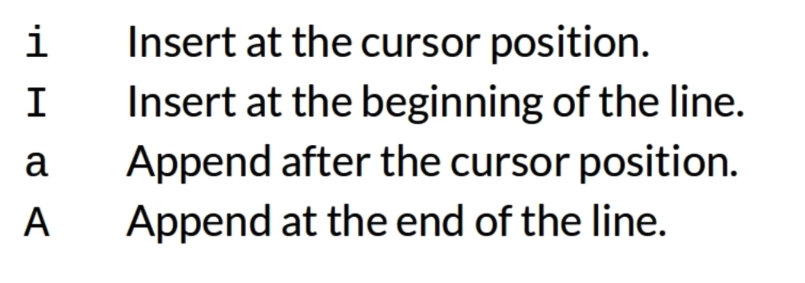 i Insert at the cursor position.
I Insert at the beginning of the line.
a Append after the cursor position.
A Append at the end of the line.